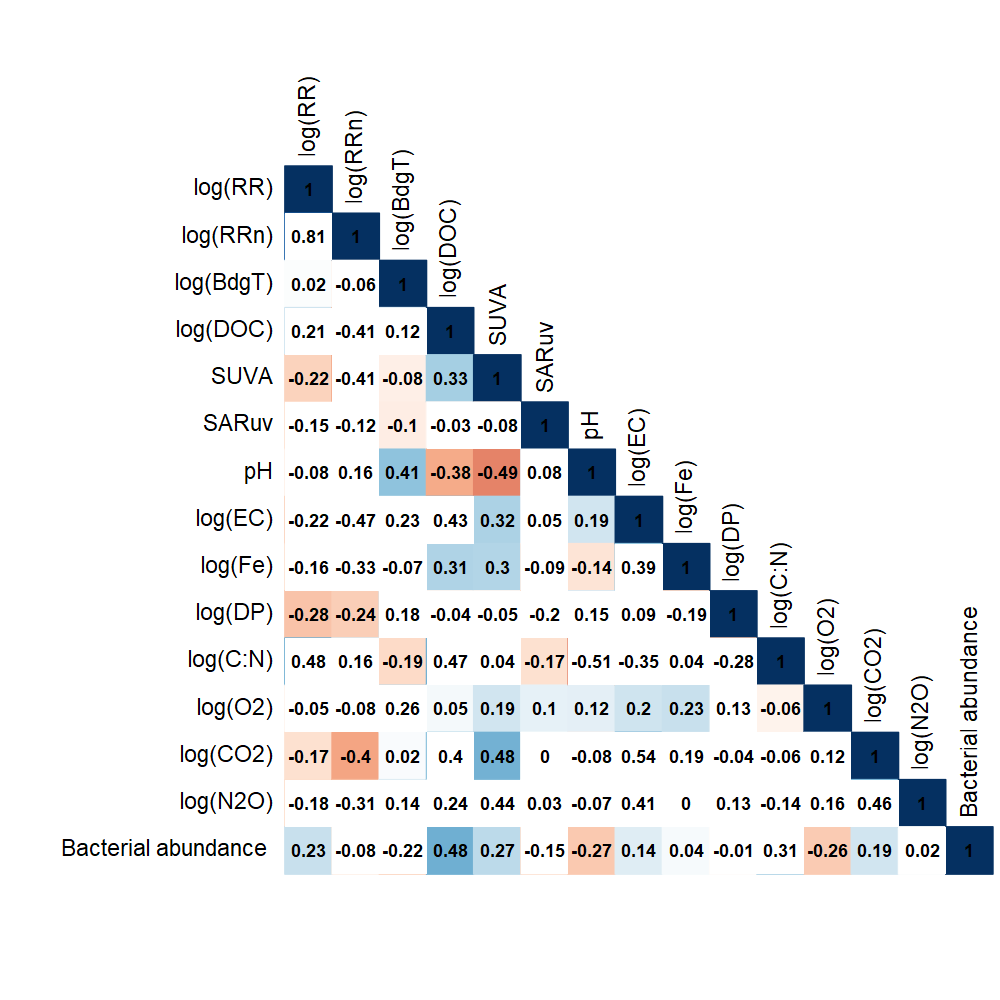 log(RR)
log(RRn)
log(BdgT)
log(DOC)
SUVA
SARuv
pH
log(EC)
log(Fe)
log(DP)
log(C:N)
log(O2)
log(CO2)
log(N2O)
Bacterial abundance
log(RR) 1
log(RRn) 0.81 1
log(BdgT) 0.02 -0.06 1
log(DOC) 0.21 -0.41 0.12 1
SUVA -0.22 -0.41 -0.08 0.33 1
SARuv -0.15 -0.12 -0.1 -0.03 -0.08 1
pH -0.08 0.16 0.41 -0.38 -0.49 0.08 1
log(EC) -0.22 -0.47 0.23 0.43 0.32 0.05 0.19 1
log(Fe) -0.16 -0.33 -0.07 0.31 0.3 -0.09 -0.14 0.39 1
log(DP) -0.28 -0.24 0.18 -0.04 -0.05 -0.2 0.15 0.09 -0.19 1
log(C:N) 0.48 0.16 -0.19 0.47 0.04 -0.17 -0.51 -0.35 0.04 -0.28 1
log(O2) -0.05 -0.08 0.26 0.05 0.19 0.1 0.12 0.2 0.23 0.13 -0.06 1
log(CO2) -0.17 -0.4 0.02 0.4 0.48 0 -0.08 0.54 0.19 -0.04 -0.06 0.12 1
log(N2O) -0.18 -0.31 0.14 0.24 0.44 0.03 -0.07 0.41 0 0.13 -0.14 0.16 0.46 1
Bacterial abundance 0.23 -0.08 -0.22 0.48 0.27 -0.15 -0.27 0.14 0.04 -0.01 0.31 -0.26 0.19 0.02 1